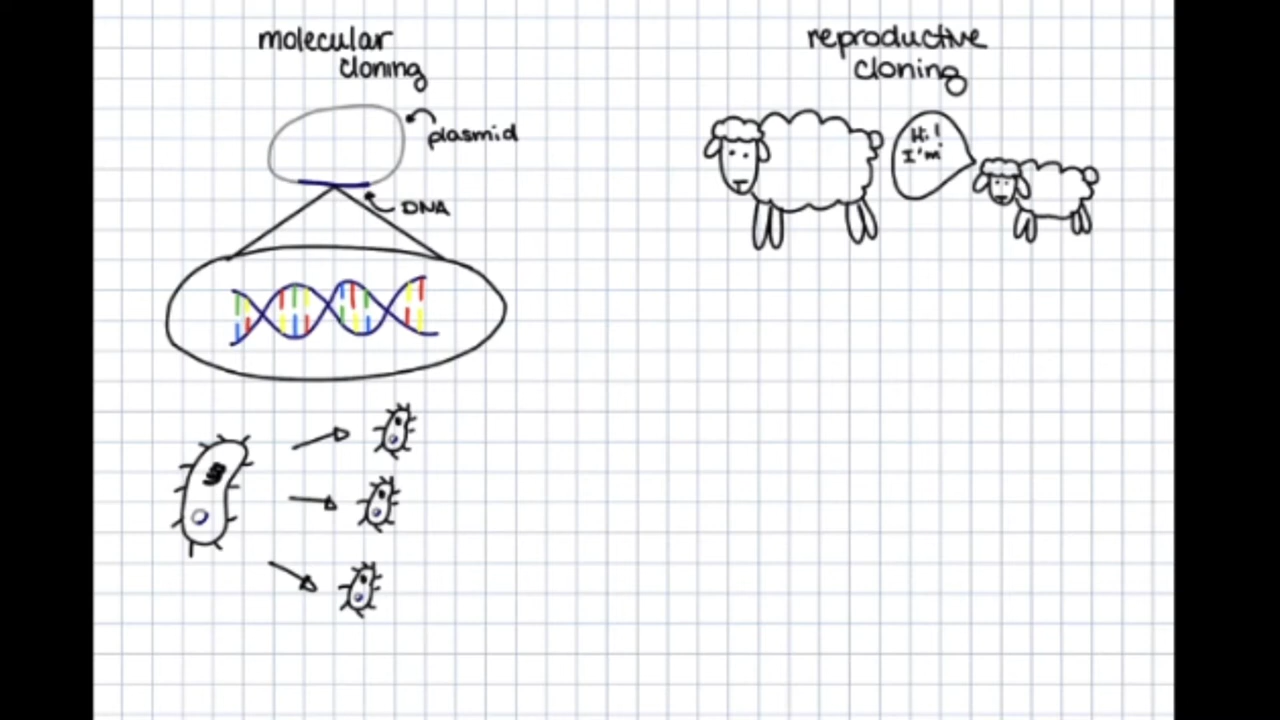 molecular
cloning
plasmid
DNA
reproductive
cloning
Hi!
I'm